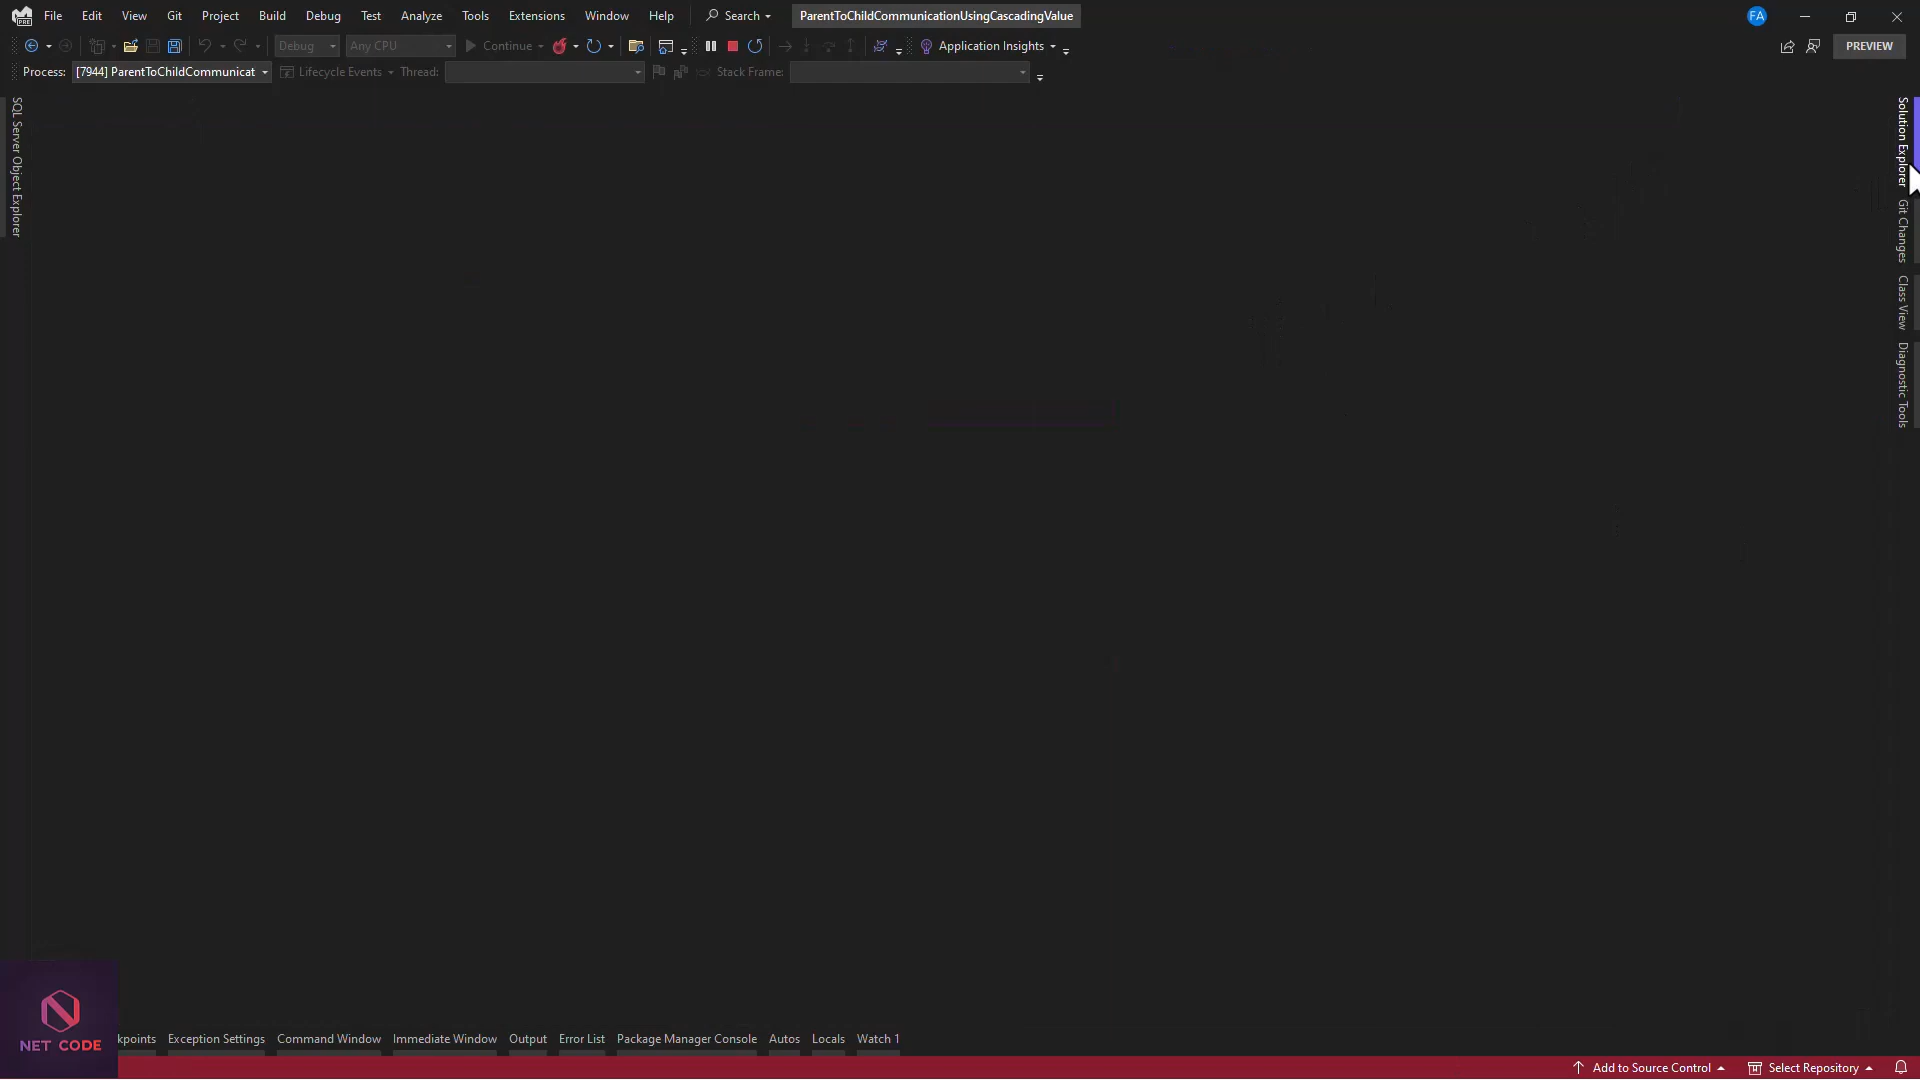 File Edit View Git Project Build Debug Test Analyze Tools Extensions Window Help Search ParentToChildCommunicationUsingCascadingValue FA
Debug Any CPU Continue Application Insights PREVIEW
Process: [7944] ParentToChildCommunicat Lifecycle Events Thread: Stack Frame:
SQL Server Object Explorer
Solution Explorer
Git Changes
Class View
Diagnostic Tools
NET CODE
kpoints Exception Settings Command Window Immediate Window Output Error List Package Manager Console Autos Locals Watch 1
Add to Source Control Select Repository